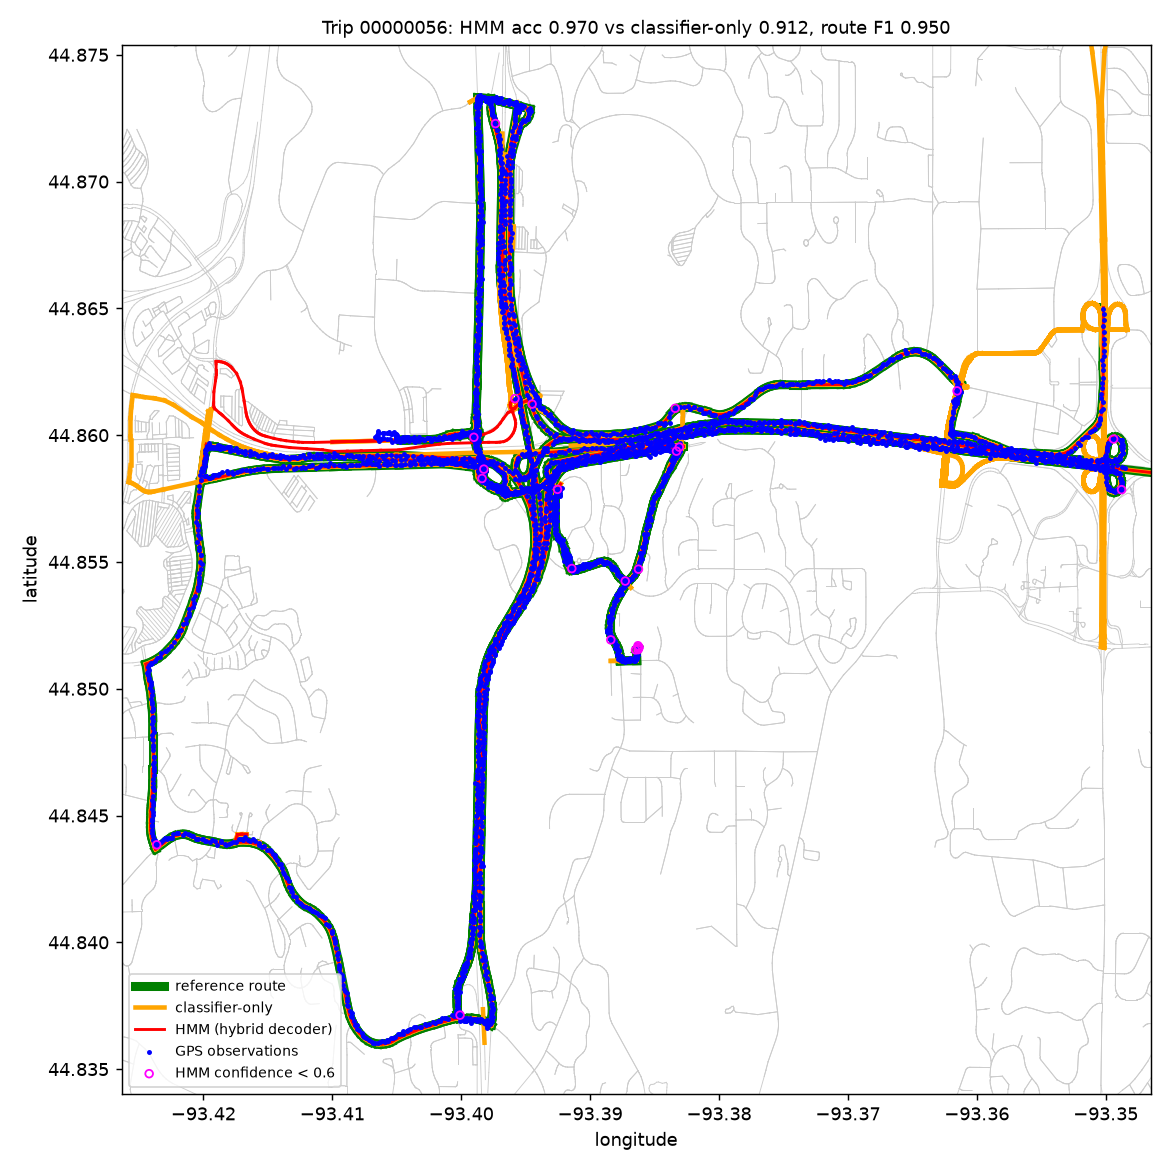 Trip 00000056: HMM acc 0.970 vs classifier-only 0.912, route F1 0.950
44.875
44.870
44.865
44.860
44.855
44.850
44.845
44.840
44.835
latitude
reference route
classifier-only
HMM (hybrid decoder)
GPS observations
HMM confidence < 0.6
−93.42
−93.41
−93.40
−93.39
−93.38
−93.37
−93.36
−93.35
longitude